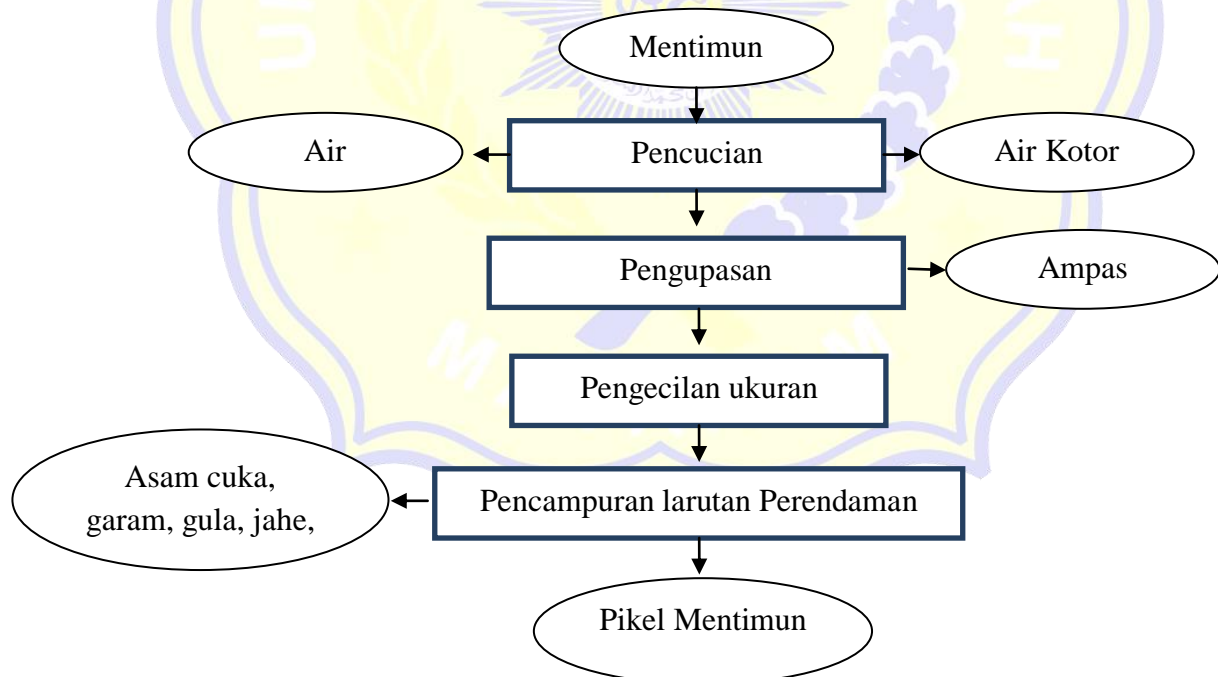 Mentimun
Air
Pencucian
Air Kotor
Pengupasan
Ampas
Pengecilan ukuran
Asam cuka,
garam, gula, jahe,
Pencampuran larutan Perendaman
Pikel Mentimun